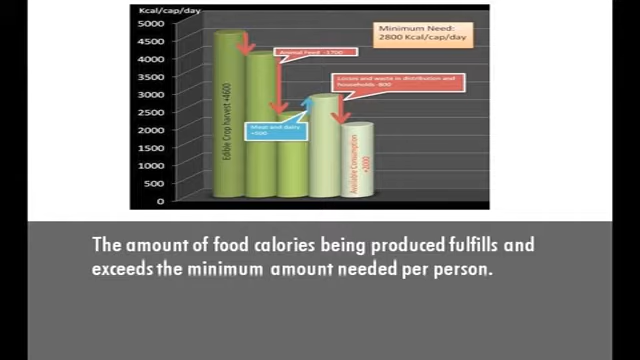 Kcal/cap/day
Minimum Need:
2800 Kcal/cap/day
5000
4500
4000
3500
3000
2500
2000
1500
1000
500
0
Edible Crop harvest +4600
Animal Feed -1700
Meat and dairy
+500
Losses and waste in distribution and
households -800
Available Consumption
+2000
The amount of food calories being produced fulfills and
exceeds the minimum amount needed per person.